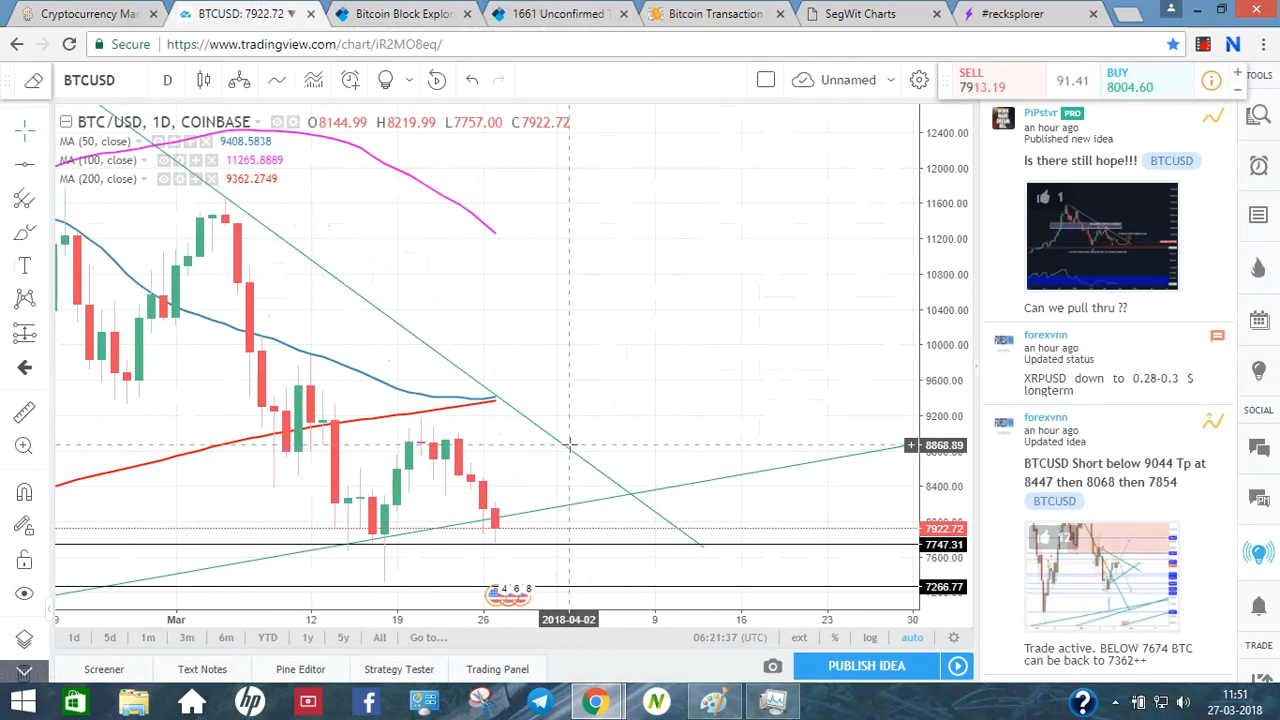 Cryptocurrency Mar
BTCUSD: 7922.72
Bitcoin Block Explor
1661 Unconfirmed T
Bitcoin Transaction
SegWit Charts
#recksplorer
Secure
https://www.tradingview.com/chart/iR2MO8eq/
BTCUSD
D
Unnamed
SELL
7913.19
91.41
BUY
8004.60
TOOLS
BTC/USD, 1D, COINBASE
H8219.99 L7757.00 C7922.72
MA (50, close)
9408.5838
MA (100, close)
11265.8889
MA (200, close)
9362.2749
12400.00
12000.00
11600.00
11200.00
10800.00
10400.00
10000.00
9600.00
9200.00
8868.89
8400.00
7922.72
7747.31
7600.00
7266.77
4 6 8
Mar
12
19
26
2018-04-02
9
16
23
30
1d
5d
1m
3m
6m
YTD
1y
5y
All
Go to...
06:21:37 (UTC)
ext
%
log
auto
Screener
Text Notes
Pine Editor
Strategy Tester
Trading Panel
PUBLISH IDEA
PiPstvr PRO
an hour ago
Published new idea
Is there still hope!!! BTCUSD
1
Can we pull thru ??
forexvnn
an hour ago
Updated status
XRPUSD down to 0.28-0.3 $
longterm
forexvnn
an hour ago
Updated idea
BTCUSD Short below 9044 Tp at
8447 then 8068 then 7854
BTCUSD
Trade active. BELOW 7674 BTC
can be back to 7362++
SOCIAL
TRADE
11:51
27-03-2018